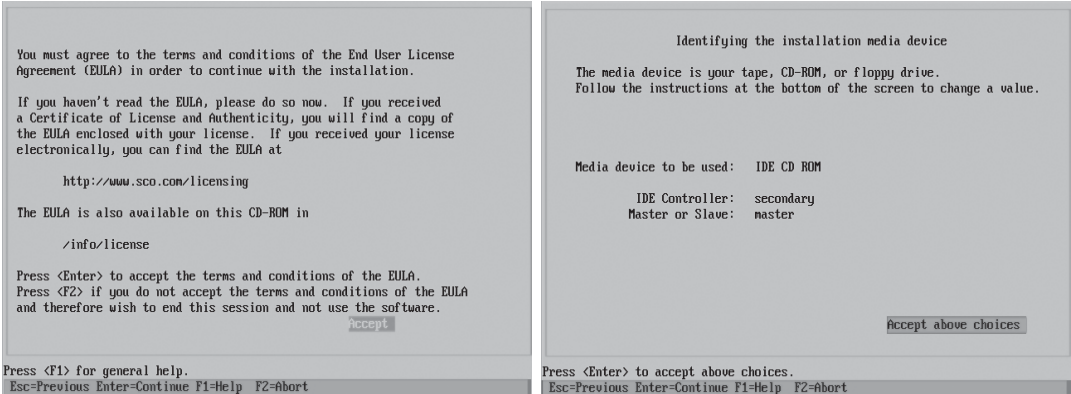 You must agree to the terms and conditions of the End User License
Agreement (EULA) in order to continue with the installation.
If you haven't read the EULA, please do so now. If you received
a Certificate of License and Authenticity, you will find a copy of
the EULA enclosed with your license. If you received your license
electronically, you can find the EULA at
http://www.sco.com/licensing
The EULA is also available on this CD-ROM in
/info/license
Press <Enter> to accept the terms and conditions of the EULA.
Press <F2> if you do not accept the terms and conditions of the EULA
and therefore wish to end this session and not use the software.
Accept
Press <F1> for general help.
Esc=Previous Enter=Continue F1=Help F2=Abort
Identifying the installation media device
The media device is your tape, CD-ROM, or floppy drive.
Follow the instructions at the bottom of the screen to change a value.
Media device to be used: IDE CD ROM
IDE Controller: secondary
Master or Slave: master
Accept above choices
Press <Enter> to accept above choices.
Esc=Previous Enter=Continue F1=Help F2=Abort